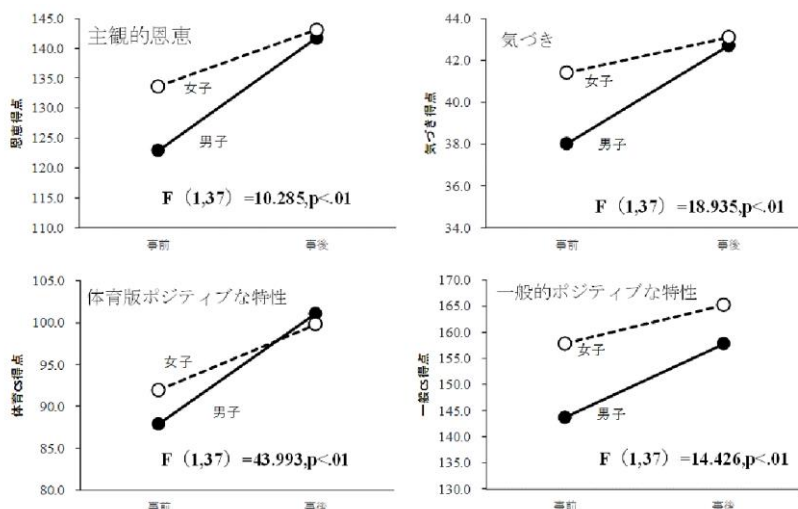 主観的恩恵
145.0
140.0
135.0
130.0
125.0
120.0
115.0
110.0
恩恵得点
女子
男子
F（1,37）=10.285,p<.01
事前
事後
気づき
44.0
42.0
40.0
38.0
36.0
34.0
気づき得点
女子
男子
F（1,37）=18.935,p<.01
事前
事後
体育版ポジティブな特性
105.0
100.0
95.0
90.0
85.0
80.0
体育CS得点
女子
男子
F（1,37）=43.993,p<.01
事前
事後
一般的ポジティブな特性
170.0
165.0
160.0
155.0
150.0
145.0
140.0
135.0
130.0
一般CS得点
女子
男子
F（1,37）=14.426,p<.01
事前
事後